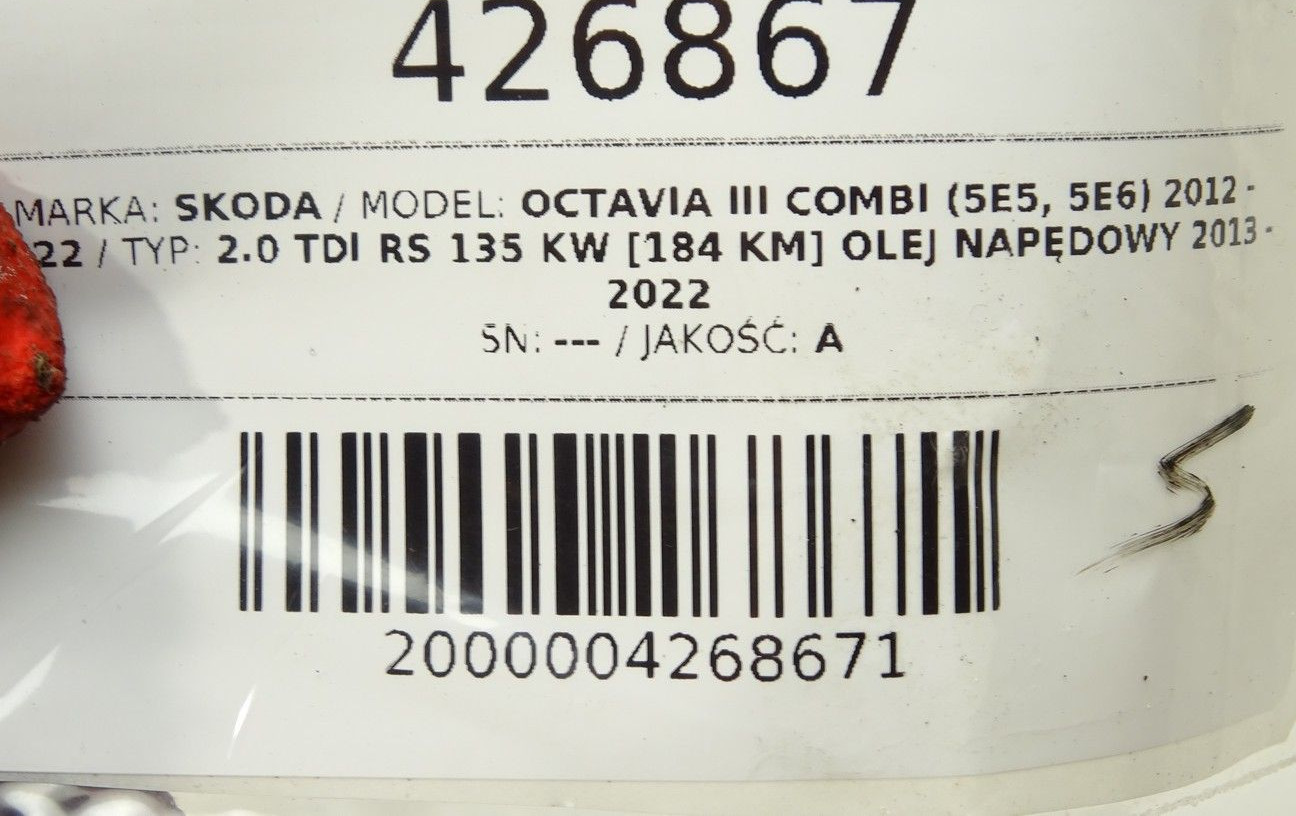 426867
MARKA: SKODA / MODEL: OCTAVIA III COMBI (5E5, 5E6) 2012 -
22 / TYP: 2.0 TDI RS 135 KW [184 KM] OLEJ NAPĘDOWY 2013 -
2022
SN: --- / JAKOŚĆ: A
S
2000004268671